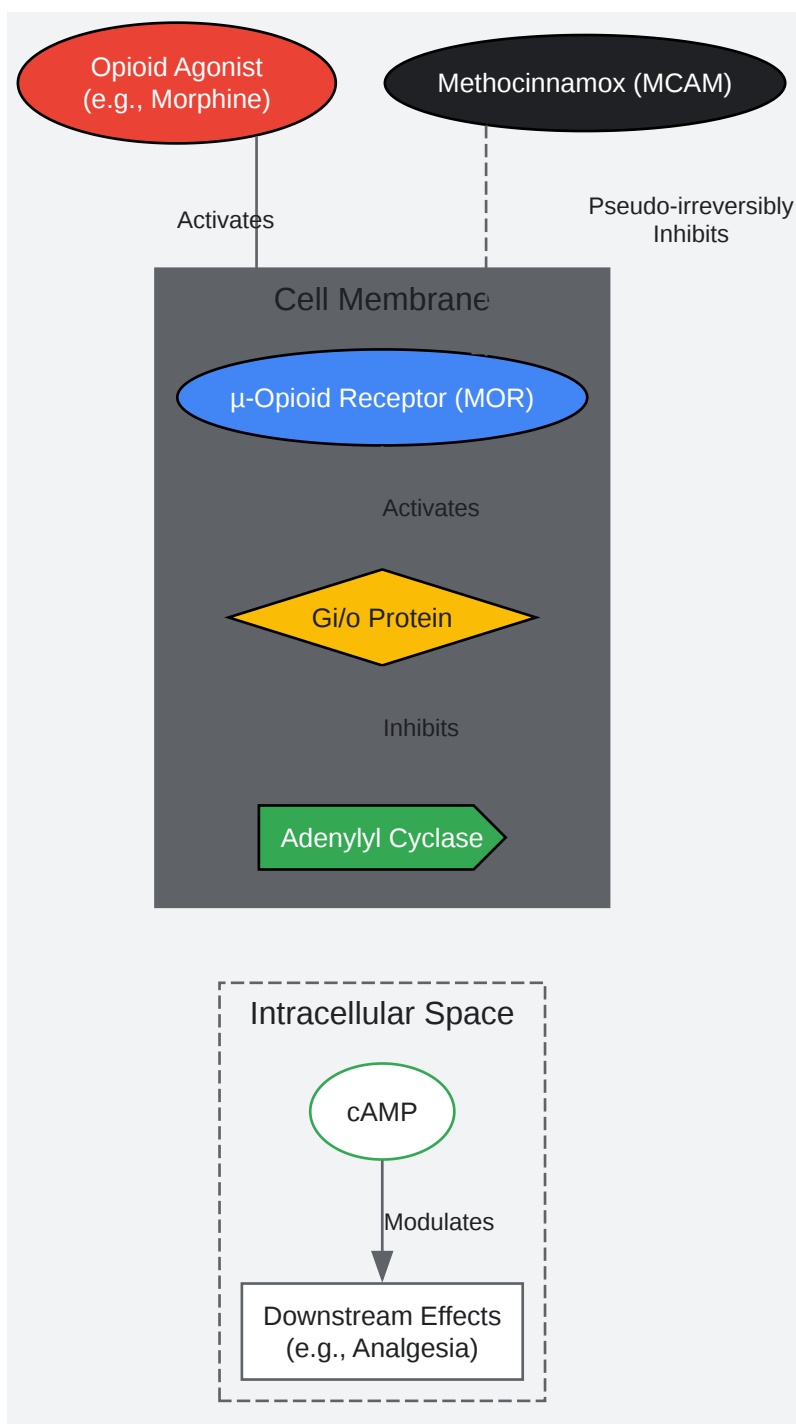 Opioid Agonist
(e.g., Morphine)
Methocinnamox (MCAM)
Activates
Pseudo-irreversibly
Inhibits
Cell Membrane
µ-Opioid Receptor (MOR)
Activates
Gi/o Protein
Inhibits
Adenylyl Cyclase
Intracellular Space
cAMP
Modulates
Downstream Effects
(e.g., Analgesia)